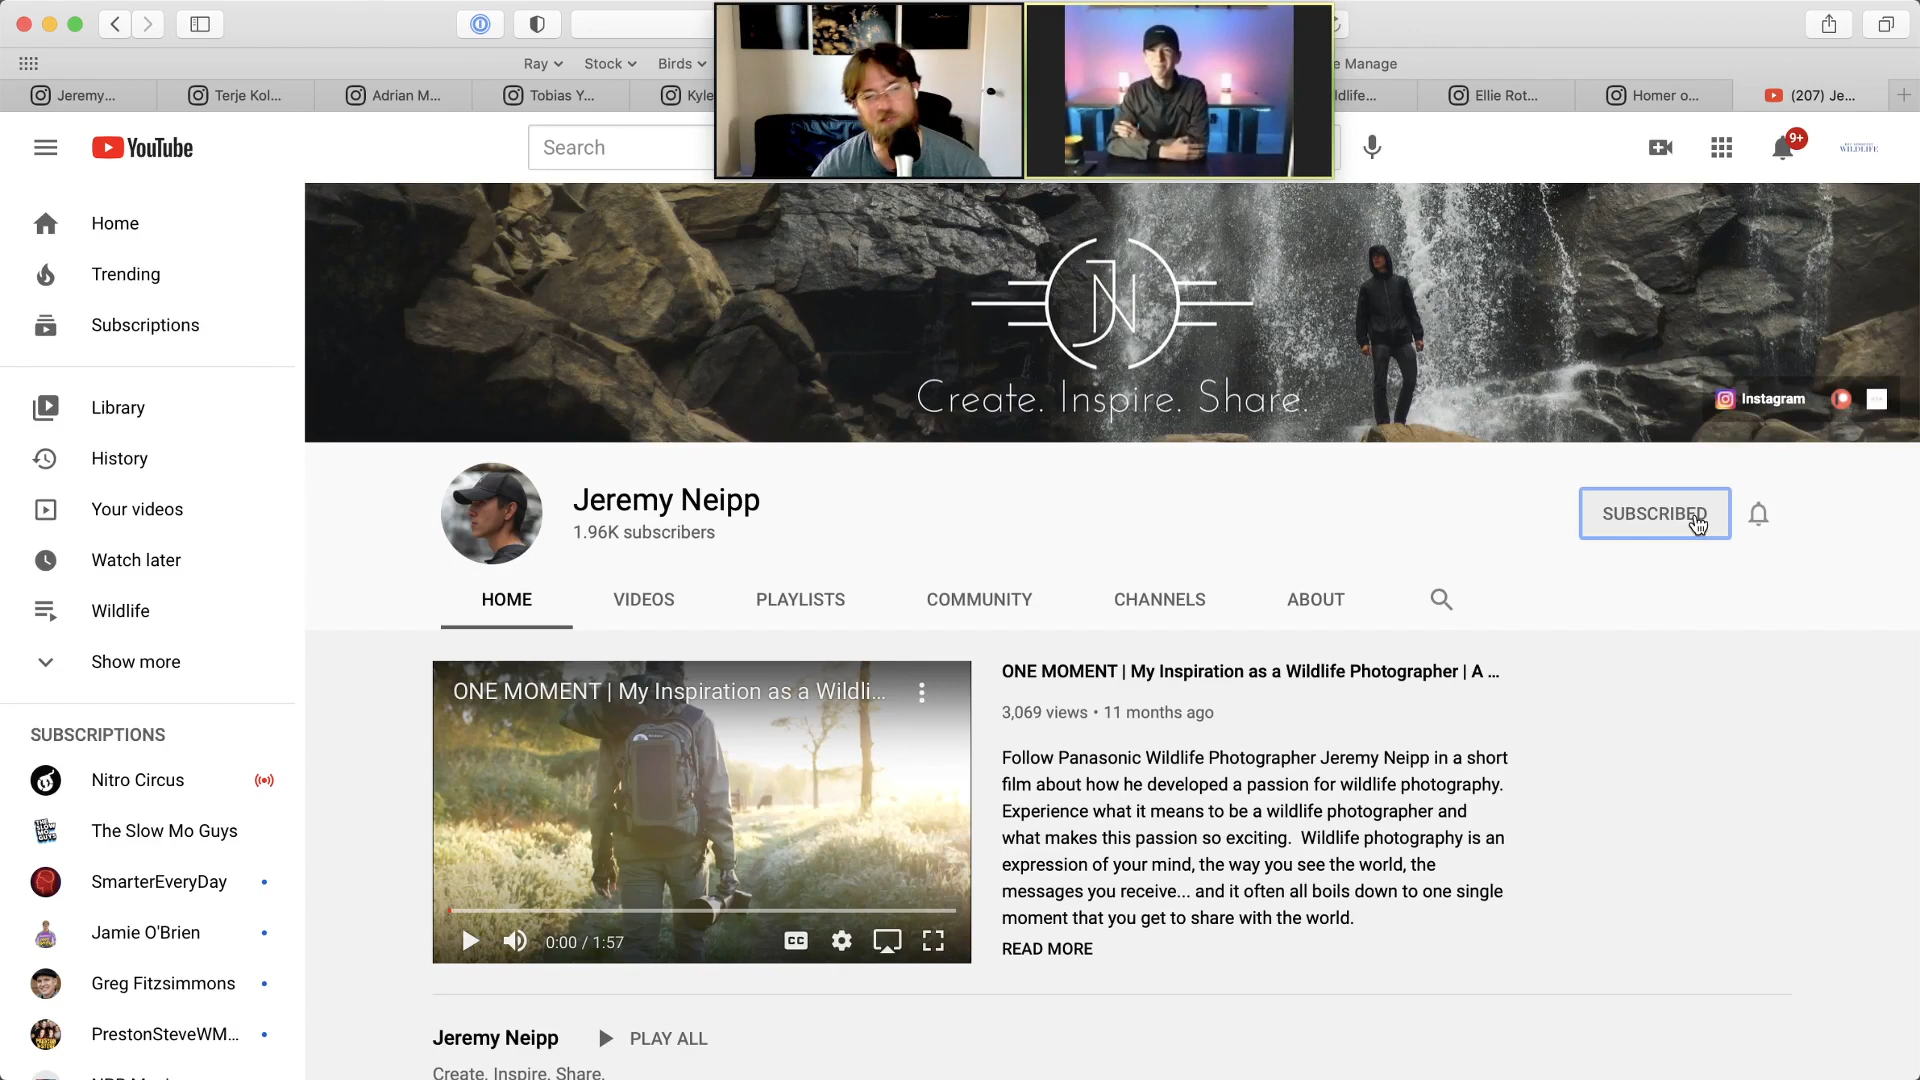 Ray
Stock
Birds
e Manage
Jeremy...
Terje Kol...
Adrian M...
Tobias Y...
Kyle
ldlife...
Ellie Rot...
Homer o...
(207) Je...
YouTube
Search
9+
WILDLIFE
Home
Trending
Subscriptions
Library
History
Your videos
Watch later
Wildlife
Show more
SUBSCRIPTIONS
Nitro Circus
The Slow Mo Guys
SmarterEveryDay
Jamie O'Brien
Greg Fitzsimmons
PrestonSteveWM...
JN
Create. Inspire. Share.
Instagram
Jeremy Neipp
1.96K subscribers
SUBSCRIBED
HOME
VIDEOS
PLAYLISTS
COMMUNITY
CHANNELS
ABOUT
ONE MOMENT | My Inspiration as a Wildli...
CC
0:00 / 1:57
ONE MOMENT | My Inspiration as a Wildlife Photographer | A ...
3,069 views • 11 months ago
Follow Panasonic Wildlife Photographer Jeremy Neipp in a short
film about how he developed a passion for wildlife photography.
Experience what it means to be a wildlife photographer and
what makes this passion so exciting. Wildlife photography is an
expression of your mind, the way you see the world, the
messages you receive... and it often all boils down to one single
moment that you get to share with the world.
READ MORE
Jeremy Neipp
PLAY ALL
Create. Inspire. Share.